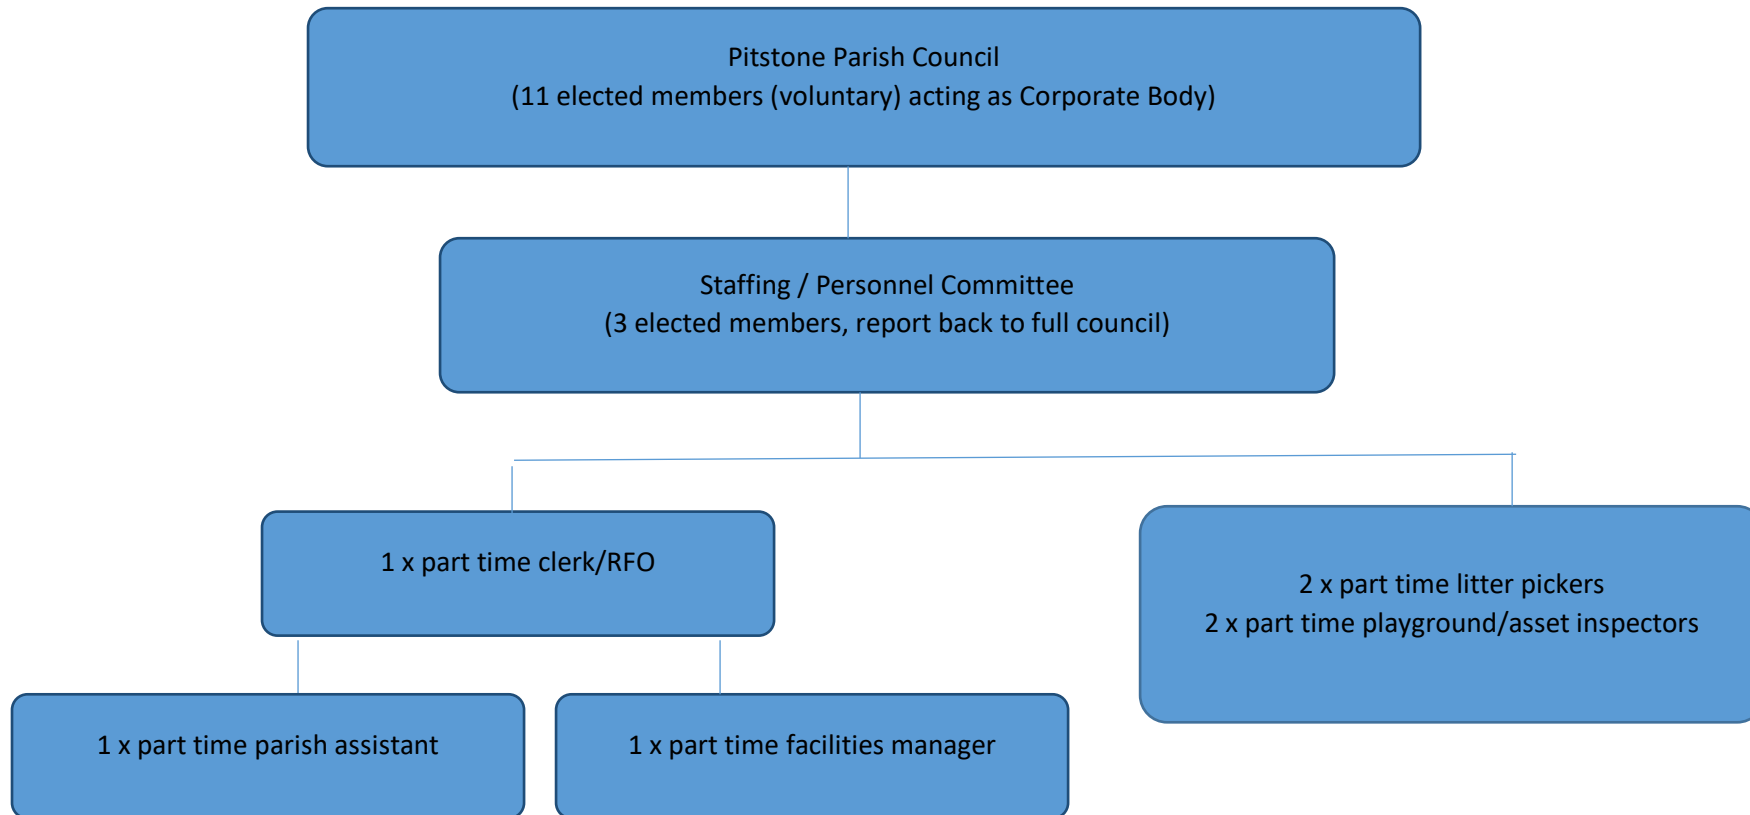 Pitstone Parish Council
(11 elected members (voluntary) acting as Corporate Body)
Staffing / Personnel Committee
(3 elected members, report back to full council)
1 x part time clerk/RFO
2 x part time litter pickers
2 x part time playground/asset inspectors
1 x part time parish assistant
1 x part time facilities manager